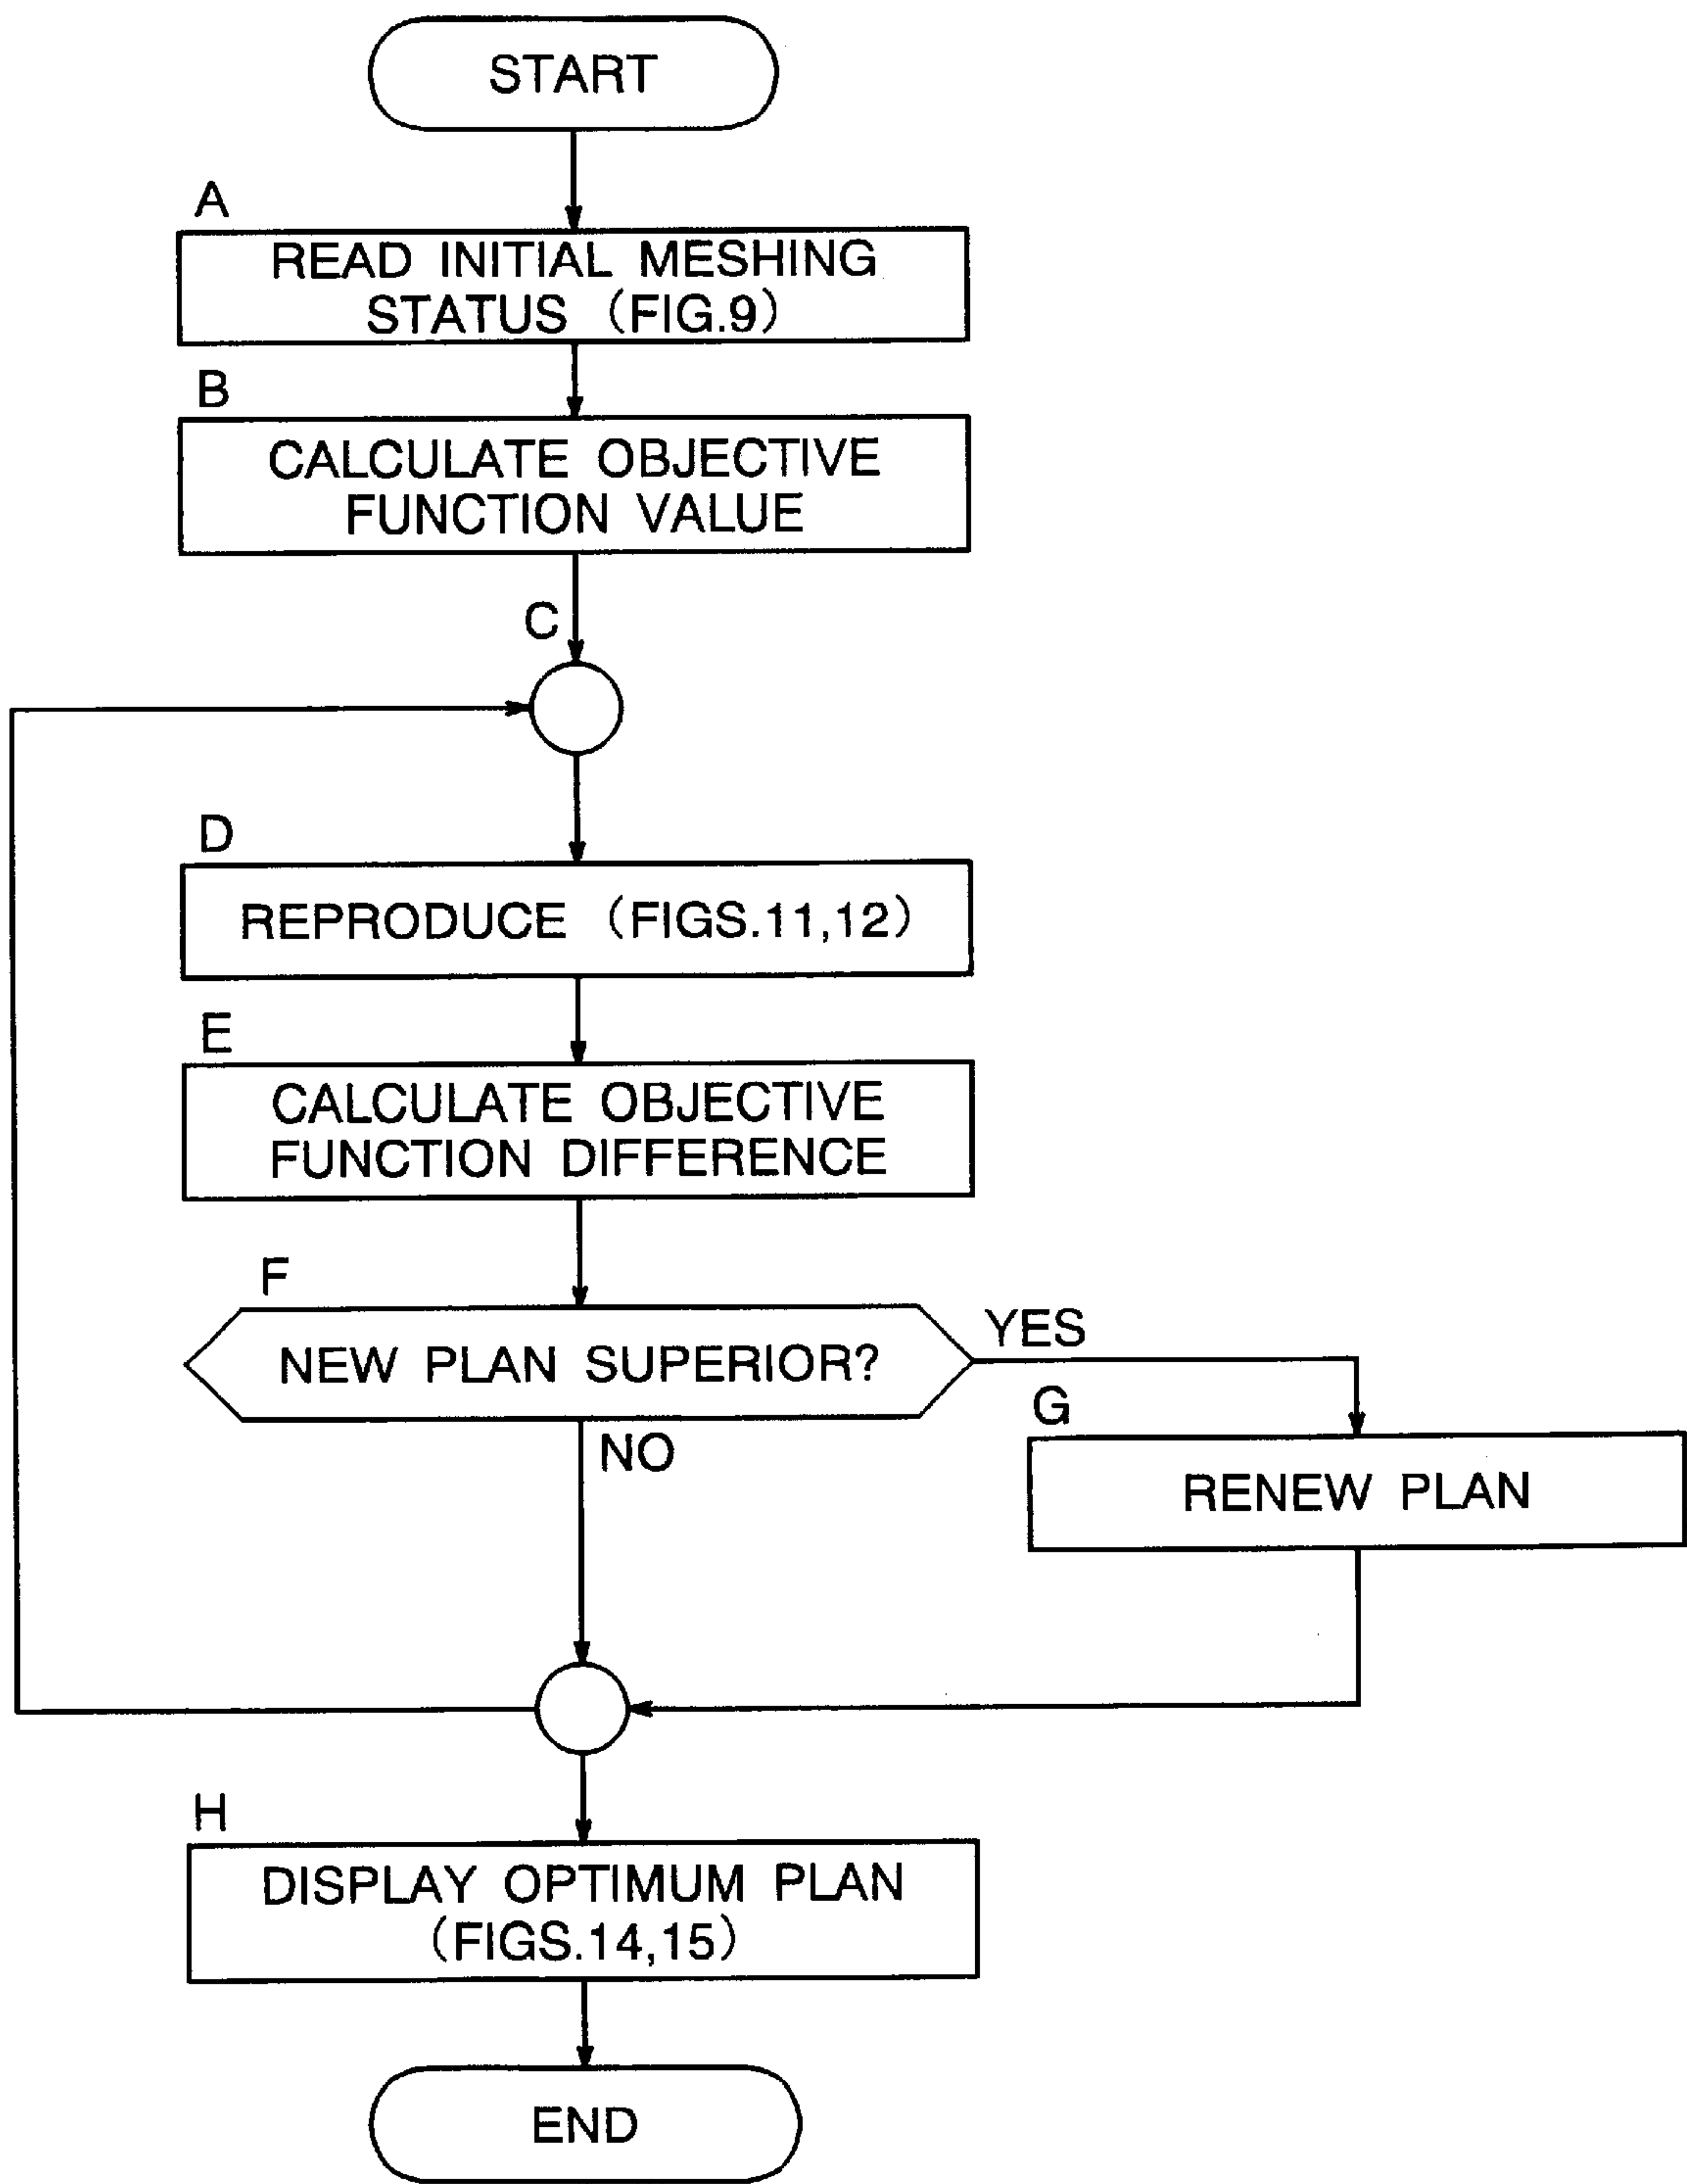 START
A
READ INITIAL MESHING
STATUS (FIG.9)
B
CALCULATE OBJECTIVE
FUNCTION VALUE
C
D
REPRODUCE (FIGS.11,12)
E
CALCULATE OBJECTIVE
FUNCTION DIFFERENCE
F
NEW PLAN SUPERIOR?
YES
NO
G
RENEW PLAN
H
DISPLAY OPTIMUM PLAN
(FIGS.14,15)
END